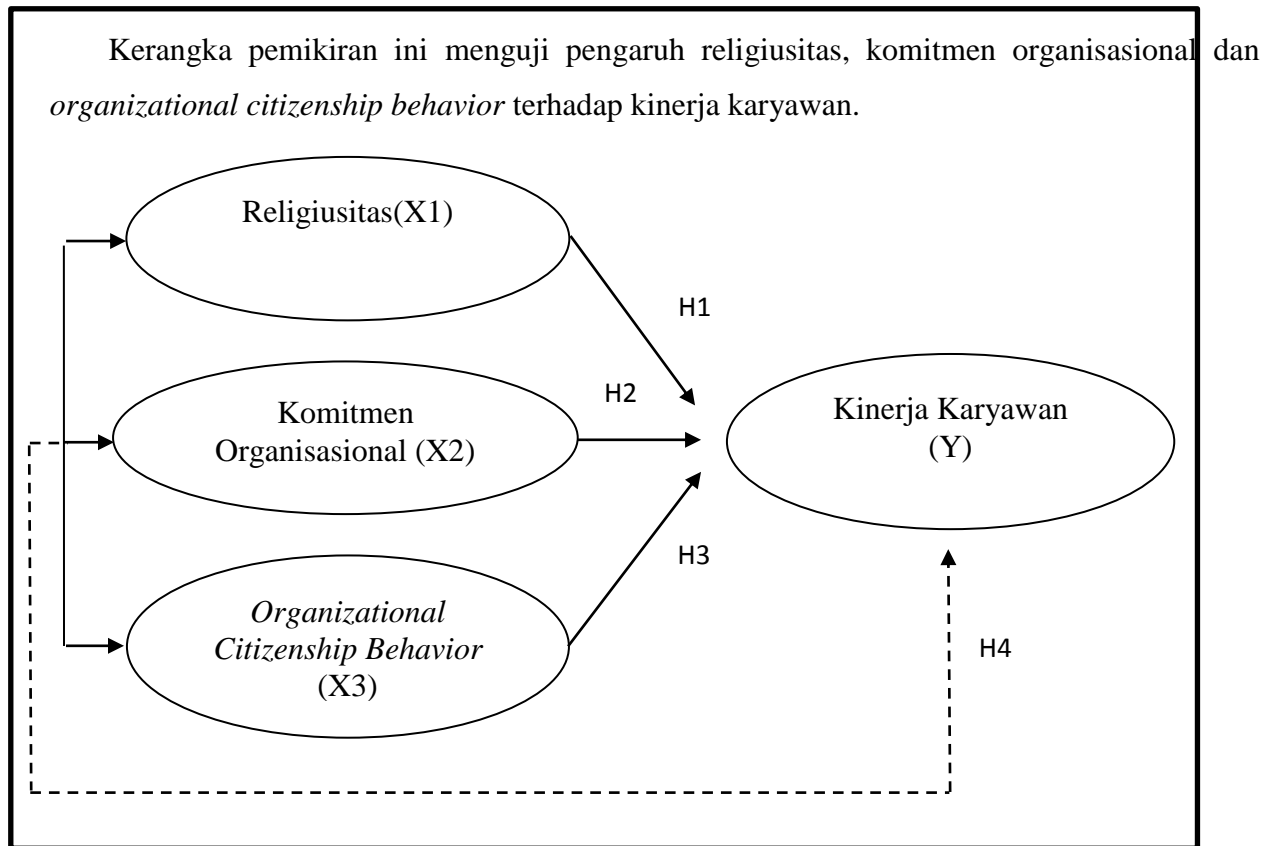 Kerangka pemikiran ini menguji pengaruh religiusitas, komitmen organisasional dan
organizational citizenship behavior terhadap kinerja karyawan.
Religiusitas(X1)
H1
H2
Komitmen
Organisasional (X2)
Kinerja Karyawan
(Y)
H3
Organizational
Citizenship Behavior
(X3)
H4